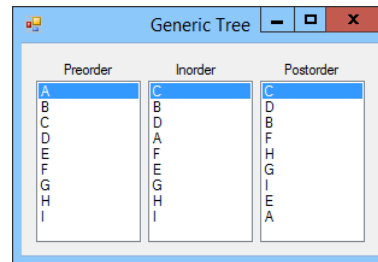 Generic Tree
Preorder Inorder Postorder
A C C
B B D
C D B
D A F
E F H
F E G
G G I
H H E
I I A